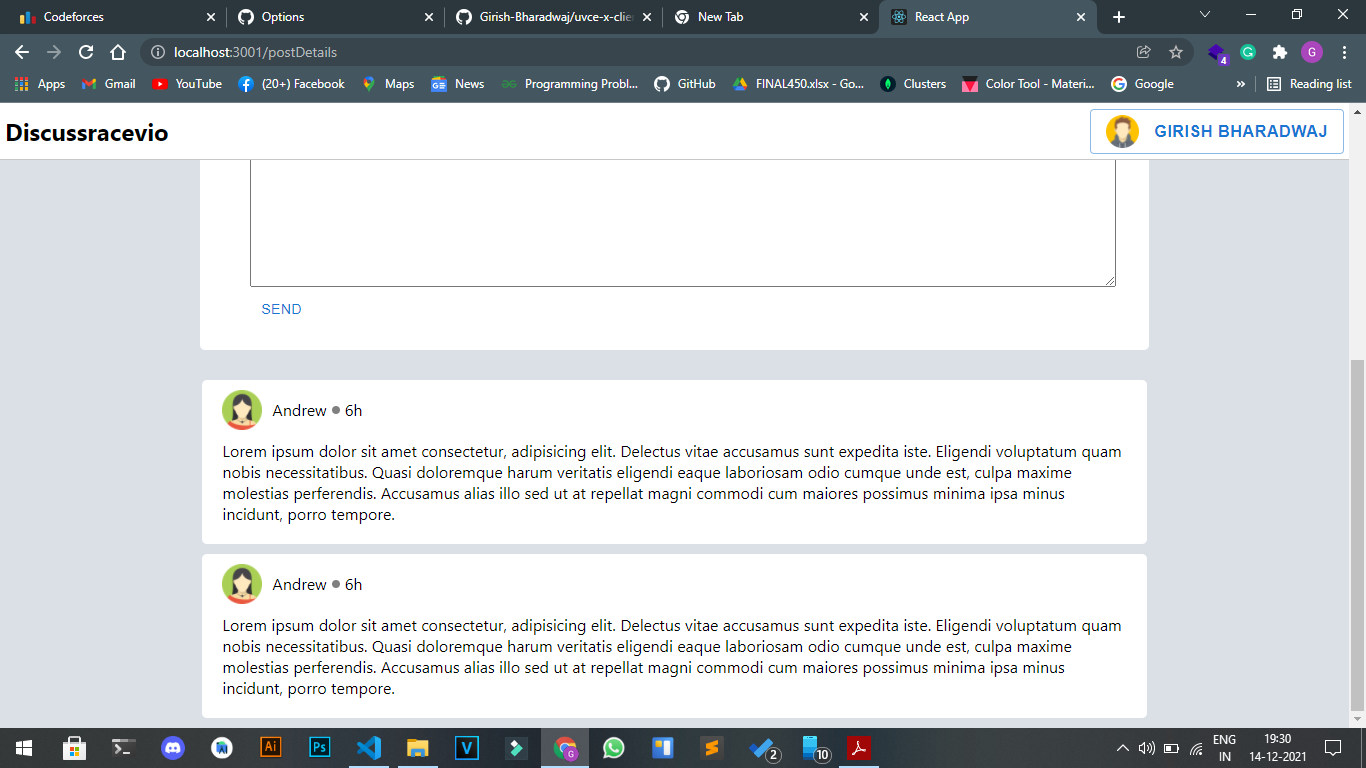 Codeforces
Options
Girish-Bharadwaj/uvce-x-clie
New Tab
React App
localhost:3001/postDetails
G
4
Apps
Gmail
YouTube
(20+) Facebook
Maps
News
Programming Probl...
GitHub
FINAL450.xlsx - Go...
Clusters
Color Tool - Materi...
Google
»
Reading list
Discussracevio
GIRISH BHARADWAJ
SEND
Andrew 6h
Lorem ipsum dolor sit amet consectetur, adipisicing elit. Delectus vitae accusamus sunt expedita iste. Eligendi voluptatum quam
nobis necessitatibus. Quasi doloremque harum veritatis eligendi eaque laboriosam odio cumque unde est, culpa maxime
molestias perferendis. Accusamus alias illo sed ut at repellat magni commodi cum maiores possimus minima ipsa minus
incidunt, porro tempore.
Andrew 6h
Lorem ipsum dolor sit amet consectetur, adipisicing elit. Delectus vitae accusamus sunt expedita iste. Eligendi voluptatum quam
nobis necessitatibus. Quasi doloremque harum veritatis eligendi eaque laboriosam odio cumque unde est, culpa maxime
molestias perferendis. Accusamus alias illo sed ut at repellat magni commodi cum maiores possimus minima ipsa minus
incidunt, porro tempore.
Ai
Ps
V
G
2
10
ENG
IN
19:30
14-12-2021